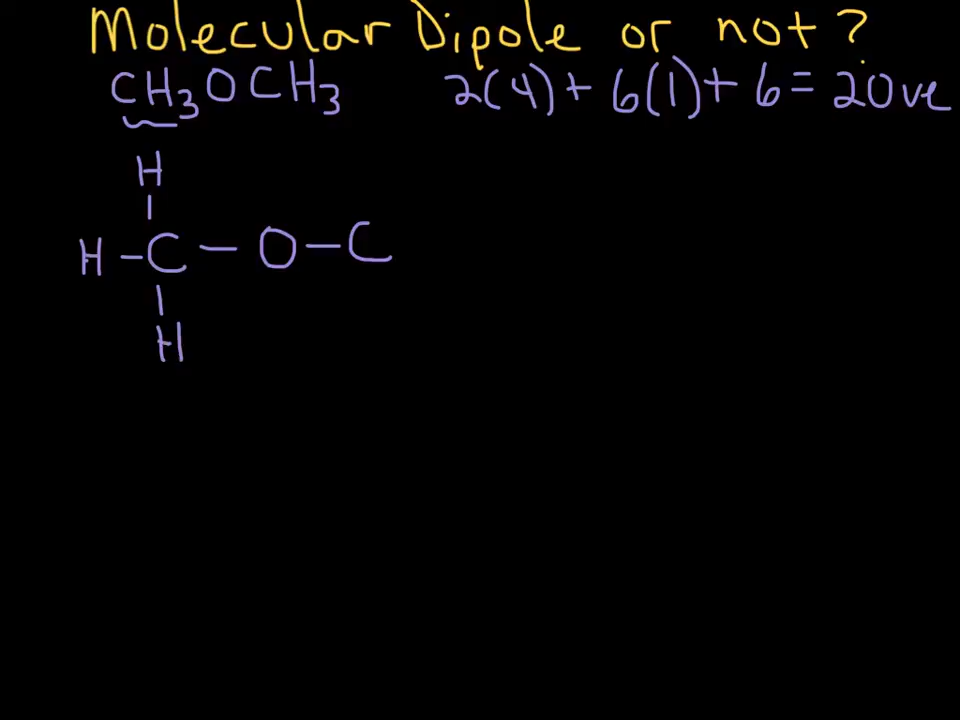 Molecular Dipole or not?
CH3OCH3 2(4)+ 6(1)+ 6 = 20ve
H
H-C-O-C
H